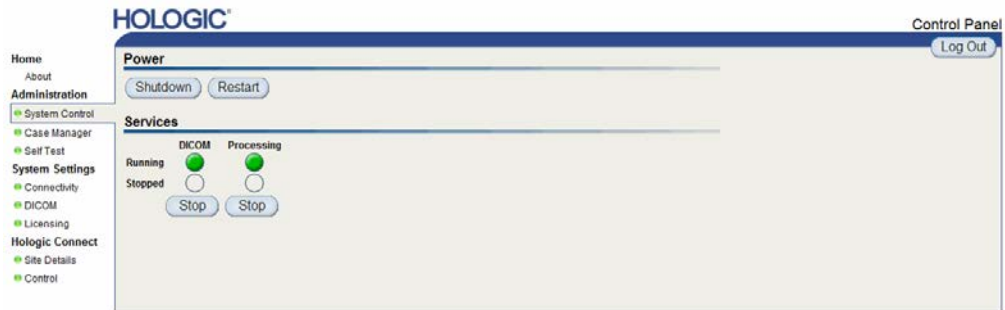 HOLOGIC®
Control Panel
Log Out
Home
About
Administration
System Control
Case Manager
Self Test
System Settings
Connectivity
DICOM
Licensing
Hologic Connect
Site Details
Control
Power
Shutdown Restart
Services
DICOM Processing
Running
Stopped
Stop Stop